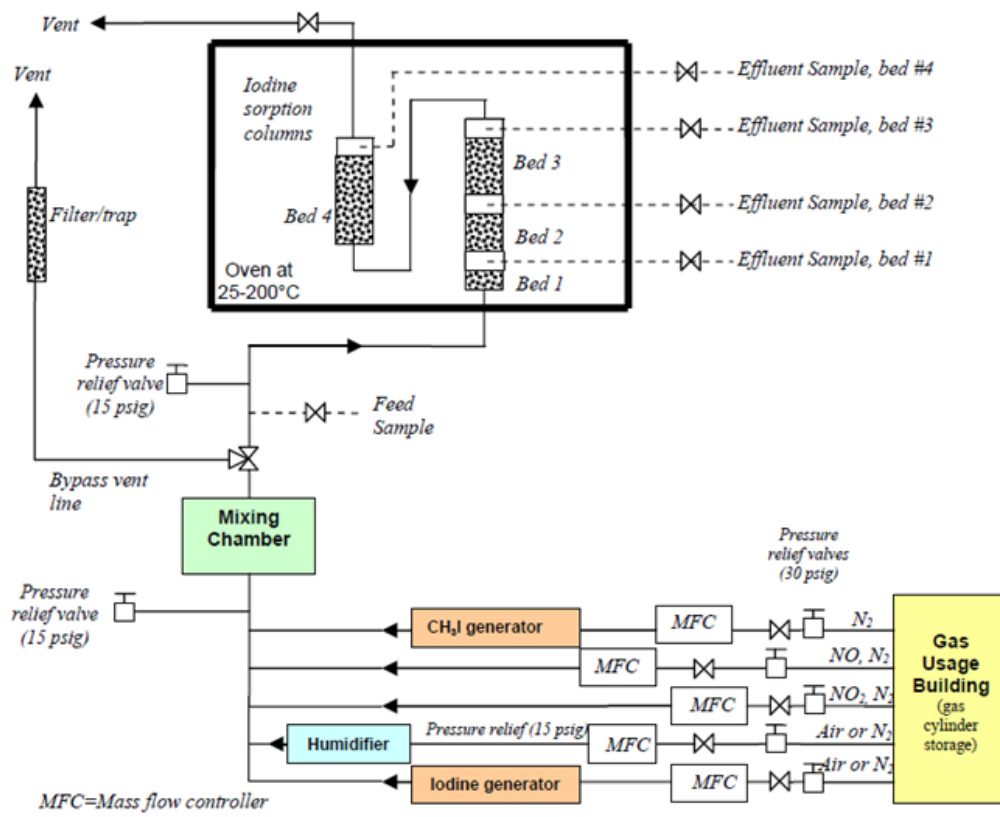 Vent
Vent
Iodine
sorption
columns
Effluent Sample, bed #4
Effluent Sample, bed #3
Bed 3
Effluent Sample, bed #2
Filter/trap
Bed 4
Bed 2
Effluent Sample, bed #1
Oven at
25-200°C
Bed 1
Pressure
relief valve
(15 psig)
Feed
Sample
Bypass vent
line
Mixing
Chamber
Pressure
relief valves
(30 psig)
Pressure
relief valve
(15 psig)
CH₃I generator
MFC
N₂
MFC
NO, N₂
MFC
NO₂, N₂
Humidifier
Pressure relief (15 psig)
MFC
Air or N₂
Iodine generator
MFC
Air or N₂
Gas
Usage
Building
(gas
cylinder
storage)
MFC=Mass flow controller